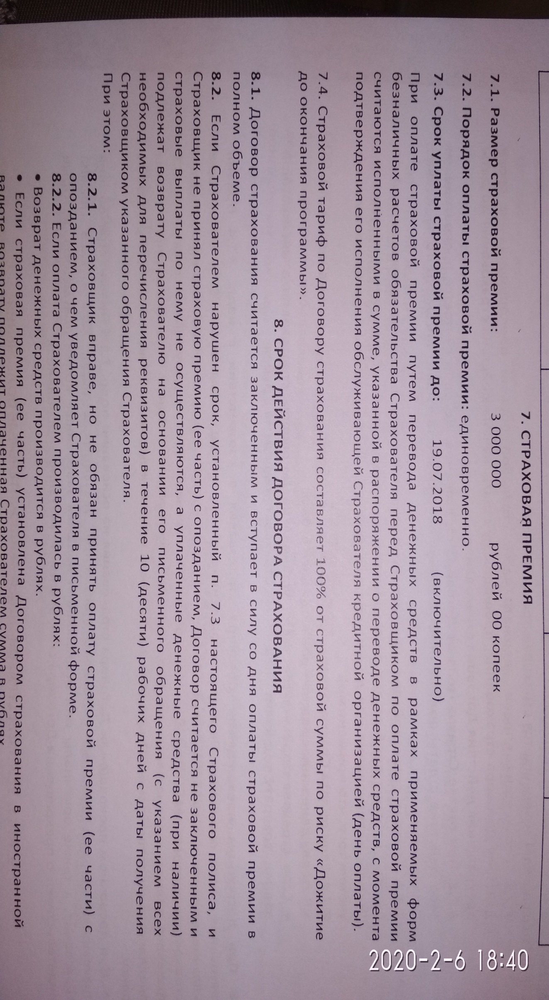 7. СТРАХОВАЯ ПРЕМИЯ
7.1. Размер страховой премии: 3 000 000 рублей 00 копеек
7.2. Порядок оплаты страховой премии: единовременно.
7.3. Срок уплаты страховой премии до: 19.07.2018 (включительно)
При оплате страховой премии путем перевода денежных средств в рамках применяемых форм
безналичных расчетов обязательства Страхователя перед Страховщиком по оплате страховой премии
считаются исполненными в сумме, указанной в распоряжении о переводе денежных средств, с момента
подтверждения его исполнения обслуживающей Страхователя кредитной организацией (день оплаты).
7.4. Страховой тариф по Договору страхования составляет 100% от страховой суммы по риску «Дожитие
до окончания программы».
8. СРОК ДЕЙСТВИЯ ДОГОВОРА СТРАХОВАНИЯ
8.1. Договор страхования считается заключенным и вступает в силу со дня оплаты страховой премии в
полном объеме.
8.2. Если Страхователем нарушен срок, установленный п. 7.3 настоящего Страхового полиса, и
Страховщик не принял страховую премию (ее часть) с опозданием, Договор считается не заключенным и
страховые выплаты по нему не осуществляются, а уплаченные денежные средства (при наличии)
подлежат возврату Страхователю на основании его письменного обращения (с указанием всех
необходимых для перечисления реквизитов) в течение 10 (десяти) рабочих дней с даты получения
Страховщиком указанного обращения Страхователя.
При этом:
8.2.1. Страховщик вправе, но не обязан принять оплату страховой премии (ее части) с
опозданием, о чем уведомляет Страхователя в письменной форме.
8.2.2. Если оплата Страхователем производилась в рублях:
• Возврат денежных средств производится в рублях.
• Если страховая премия (ее часть) установлена Договором страхования в иностранной
валюте, возврату подлежит оплаченная Страхователем сумма в рублях
2020-2-6 18:40